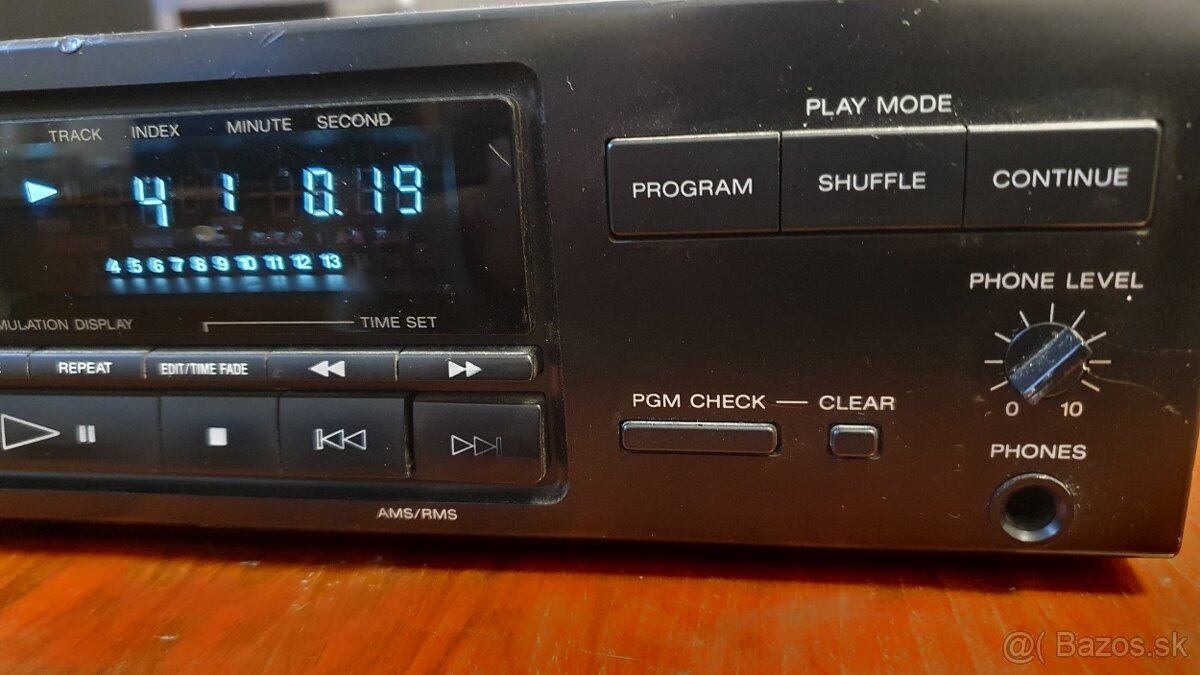 PLAY MODE
TRACK INDEX MINUTE SECOND
PROGRAM SHUFFLE CONTINUE
4 1 0.19
4 5 6 7 8 9 10 11 12 13
PHONE LEVEL
DISPLAY TIME SET
REPEAT EDIT/TIME FADE
PGM CHECK — CLEAR
0 10
PHONES
AMS/RMS
@( Bazos.sk